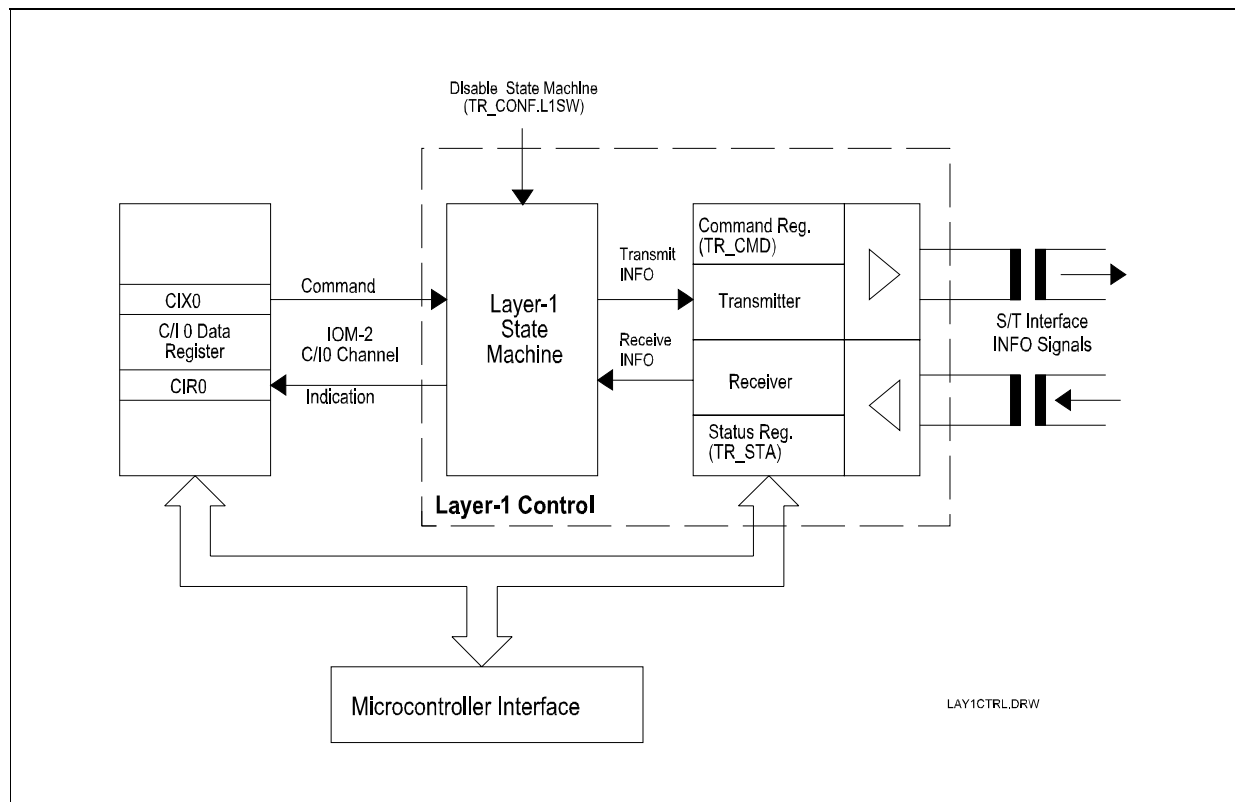 Disable State Machine
(TR_CONF.L1SW)
CIX0
C/I 0 Data
Register
CIR0
Command
IOM-2
C/I0 Channel
Indication
Layer-1
State
Machine
Transmit
INFO
Receive
INFO
Command Reg.
(TR_CMD)
Transmitter
Receiver
Status Reg.
(TR_STA)
S/T Interface
INFO Signals
Layer-1 Control
Microcontroller Interface
LAY1CTRL.DRW